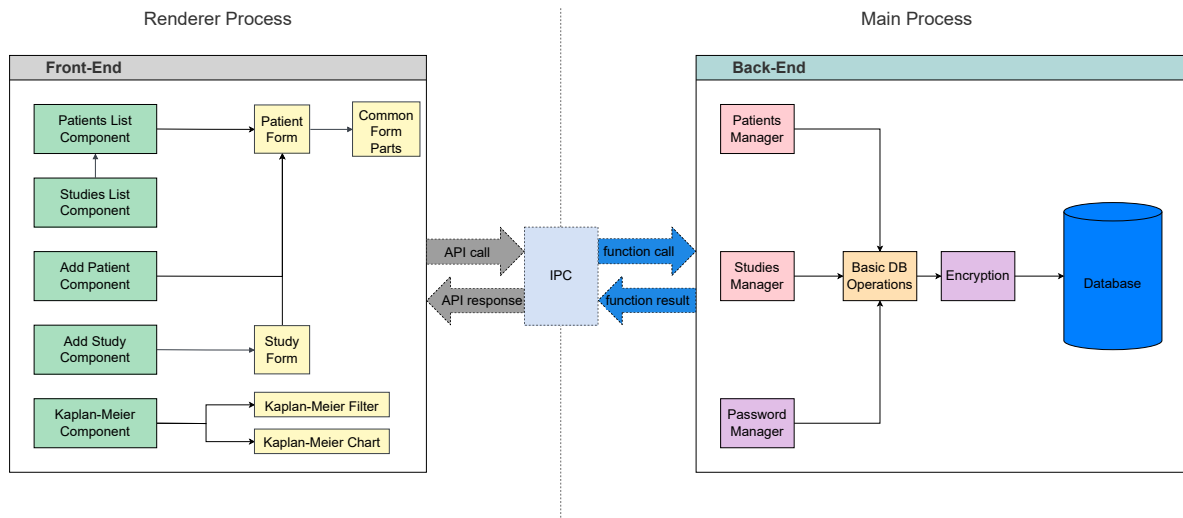 Renderer Process
Main Process
Front-End
Patients List
Component
Patient
Form
Common
Form
Parts
Studies List
Component
Add Patient
Component
Add Study
Component
Study
Form
Kaplan-Meier
Component
Kaplan-Meier Filter
Kaplan-Meier Chart
API call
API response
IPC
function call
function result
Back-End
Patients
Manager
Studies
Manager
Basic DB
Operations
Encryption
Database
Password
Manager